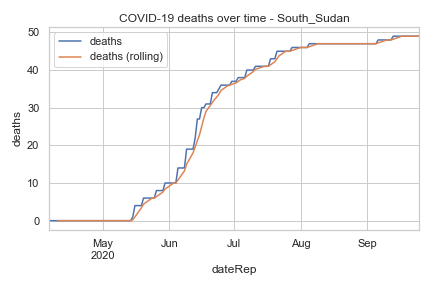 COVID-19 deaths over time - South_Sudan
deaths
deaths (rolling)
50
40
30
20
10
0
deaths
May
2020
Jun
Jul
Aug
Sep
dateRep